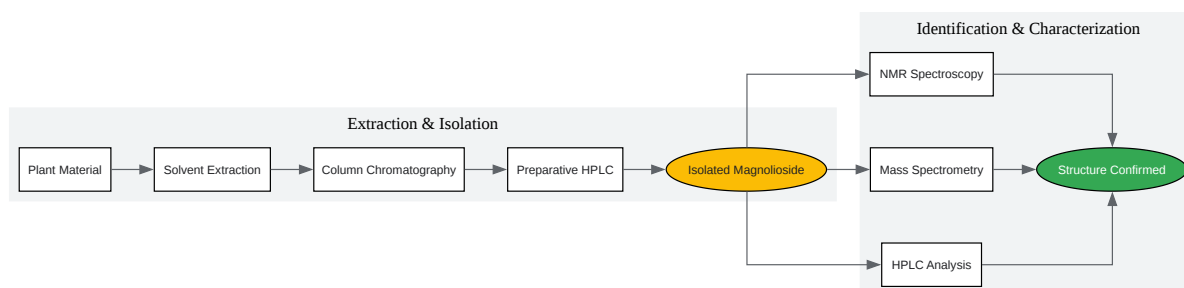 Identification & Characterization
NMR Spectroscopy
Extraction & Isolation
Plant Material
Solvent Extraction
Column Chromatography
Preparative HPLC
Isolated Magnolioside
Mass Spectrometry
Structure Confirmed
HPLC Analysis